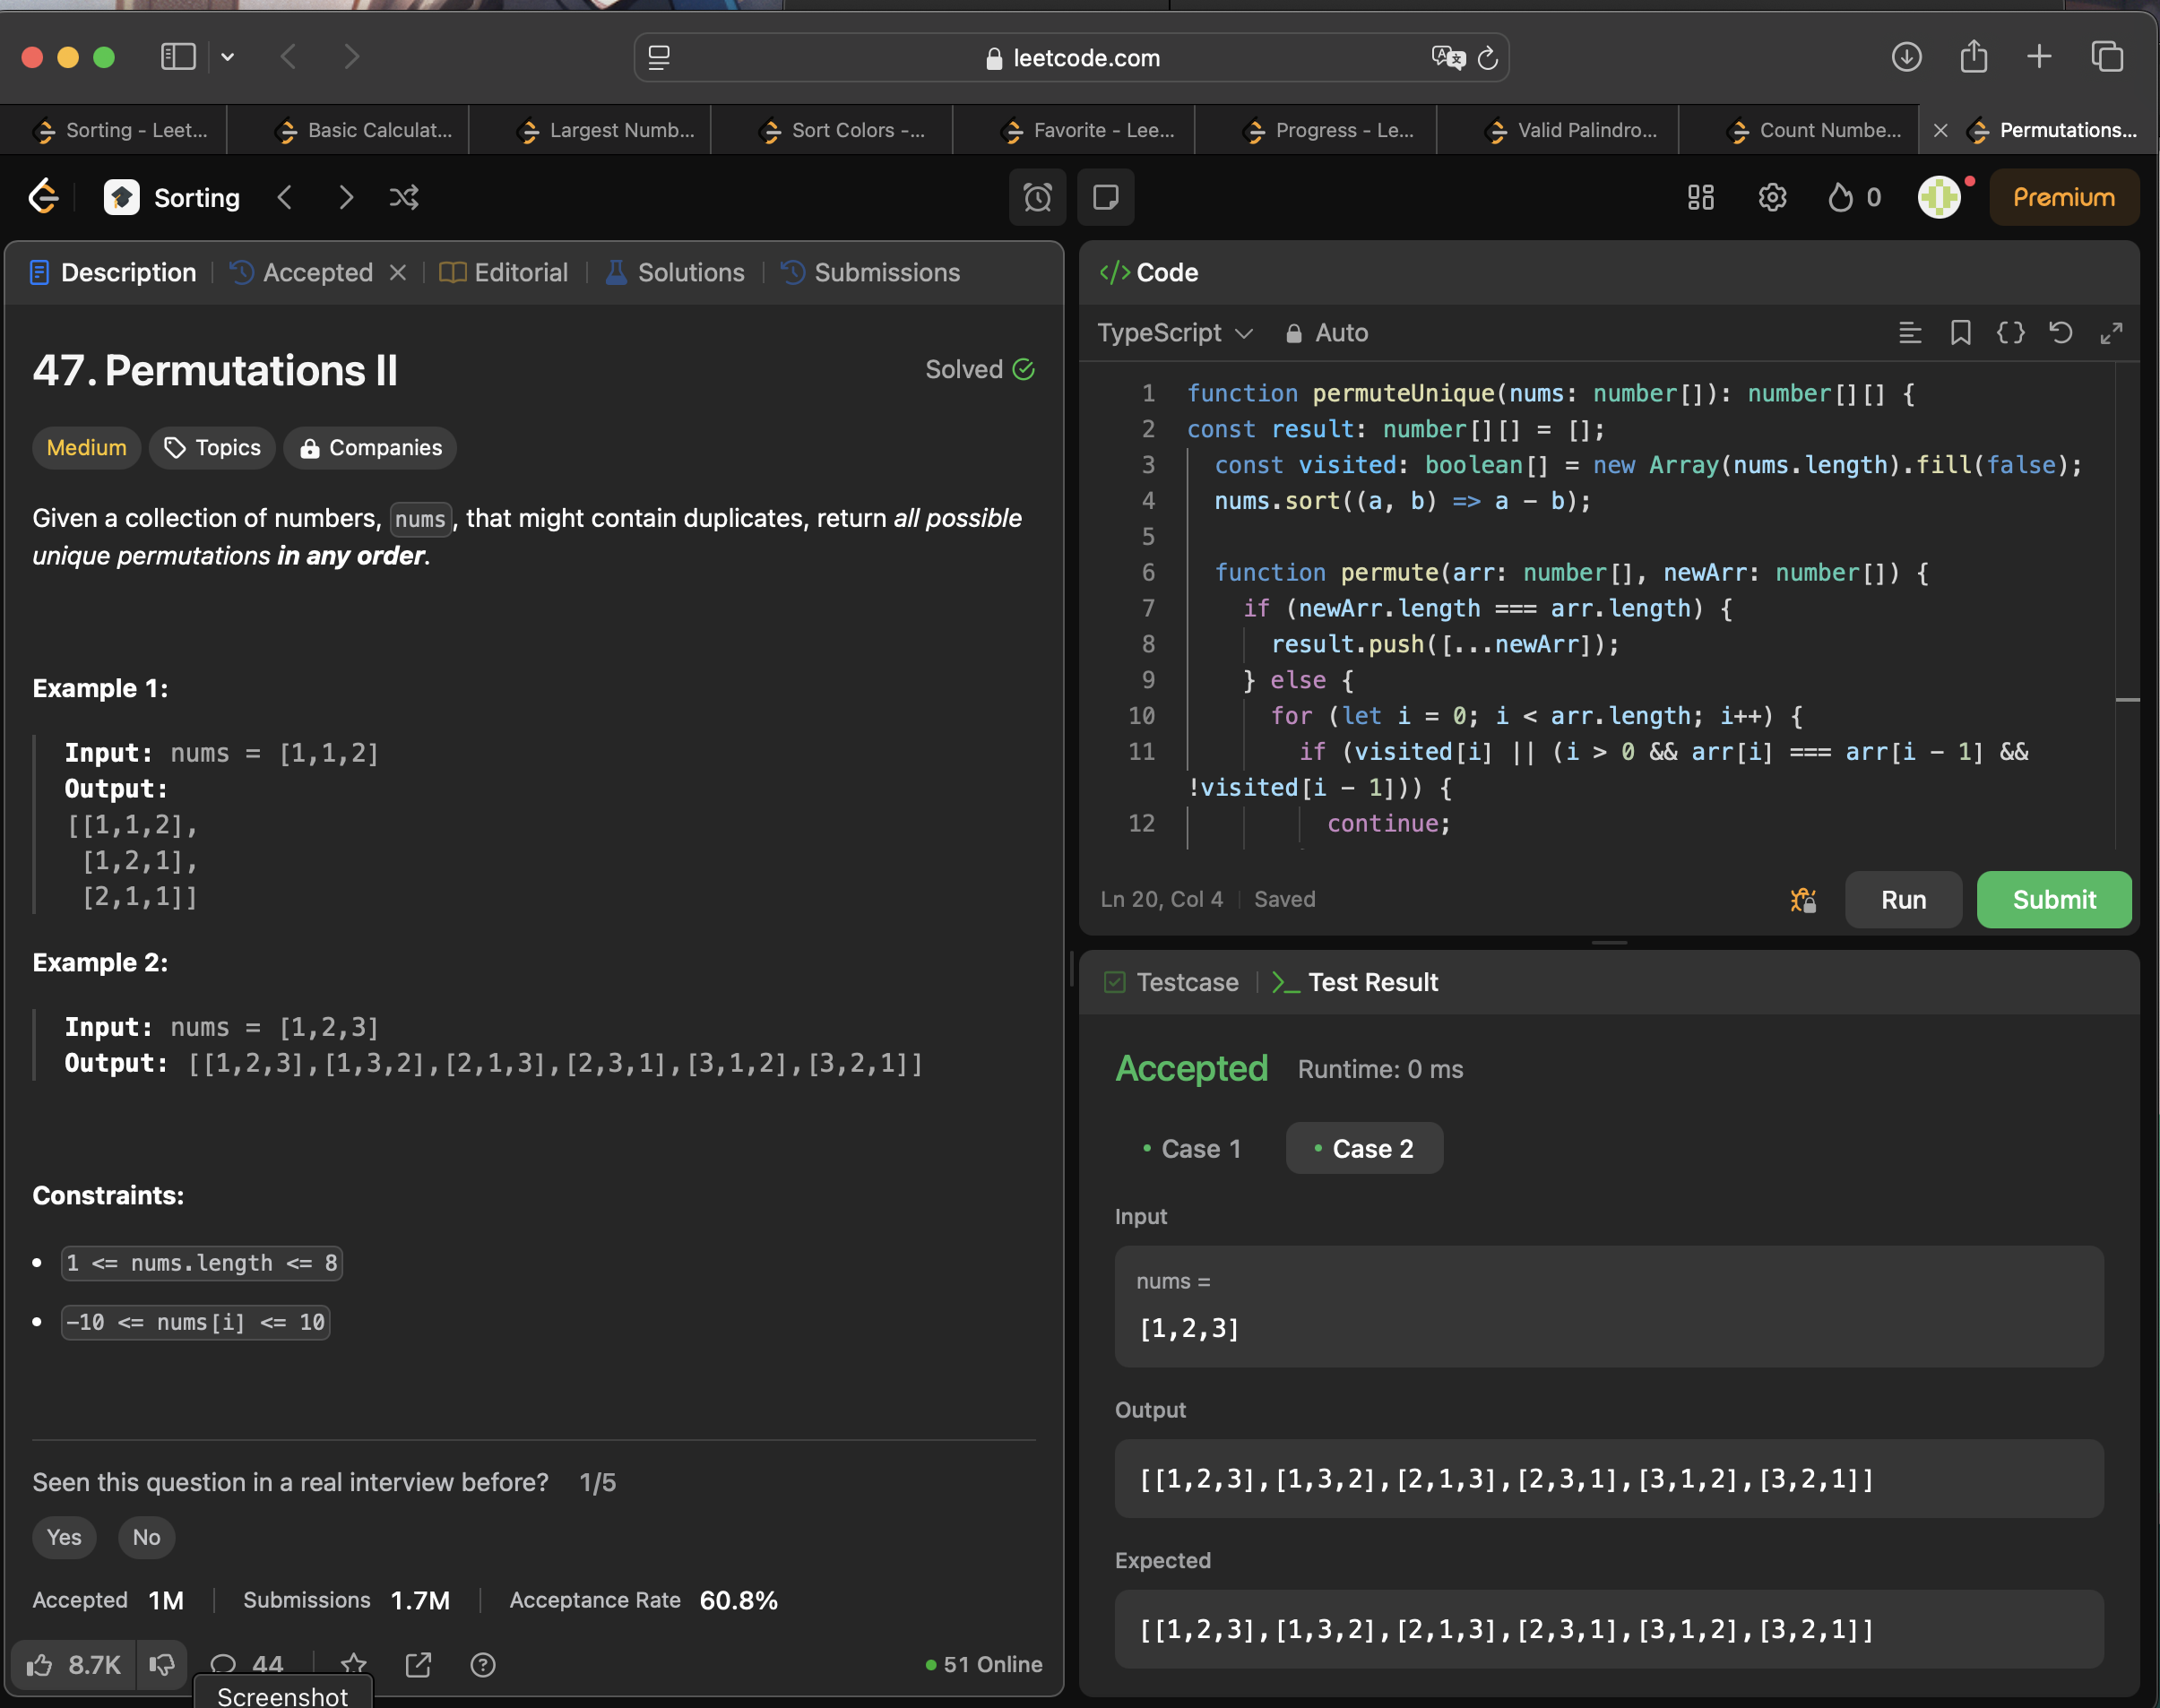 leetcode.com
Sorting - Leet...
Basic Calculat...
Largest Numb...
Sort Colors -...
Favorite - Lee...
Progress - Le...
Valid Palindro...
Count Numbe...
Permutations...
Sorting
0
Premium
Description
Accepted
Editorial
Solutions
Submissions
47. Permutations II
Solved
Medium
Topics
Companies
Given a collection of numbers, nums, that might contain duplicates, return all possible
unique permutations in any order.
Example 1:
Input: nums = [1,1,2]
Output:
[[1,1,2],
[1,2,1],
[2,1,1]]
Example 2:
Input: nums = [1,2,3]
Output: [[1,2,3],[1,3,2],[2,1,3],[2,3,1],[3,1,2],[3,2,1]]
Constraints:
1 <= nums.length <= 8
-10 <= nums[i] <= 10
Seen this question in a real interview before? 1/5
Yes
No
Accepted 1M
Submissions 1.7M
Acceptance Rate 60.8%
8.7K
44
51 Online
Screenshot
</> Code
TypeScript
Auto
1 function permuteUnique(nums: number[]): number[][] {
2 const result: number[][] = [];
3 const visited: boolean[] = new Array(nums.length).fill(false);
4 nums.sort((a, b) => a - b);
5
6 function permute(arr: number[], newArr: number[]) {
7 if (newArr.length === arr.length) {
8 result.push([...newArr]);
9 } else {
10 for (let i = 0; i < arr.length; i++) {
11 if (visited[i] || (i > 0 && arr[i] === arr[i - 1] &&
!visited[i - 1])) {
12 continue;
Ln 20, Col 4
Saved
Run
Submit
Testcase
Test Result
Accepted
Runtime: 0 ms
Case 1
Case 2
Input
nums =
[1,2,3]
Output
[[1,2,3],[1,3,2],[2,1,3],[2,3,1],[3,1,2],[3,2,1]]
Expected
[[1,2,3],[1,3,2],[2,1,3],[2,3,1],[3,1,2],[3,2,1]]